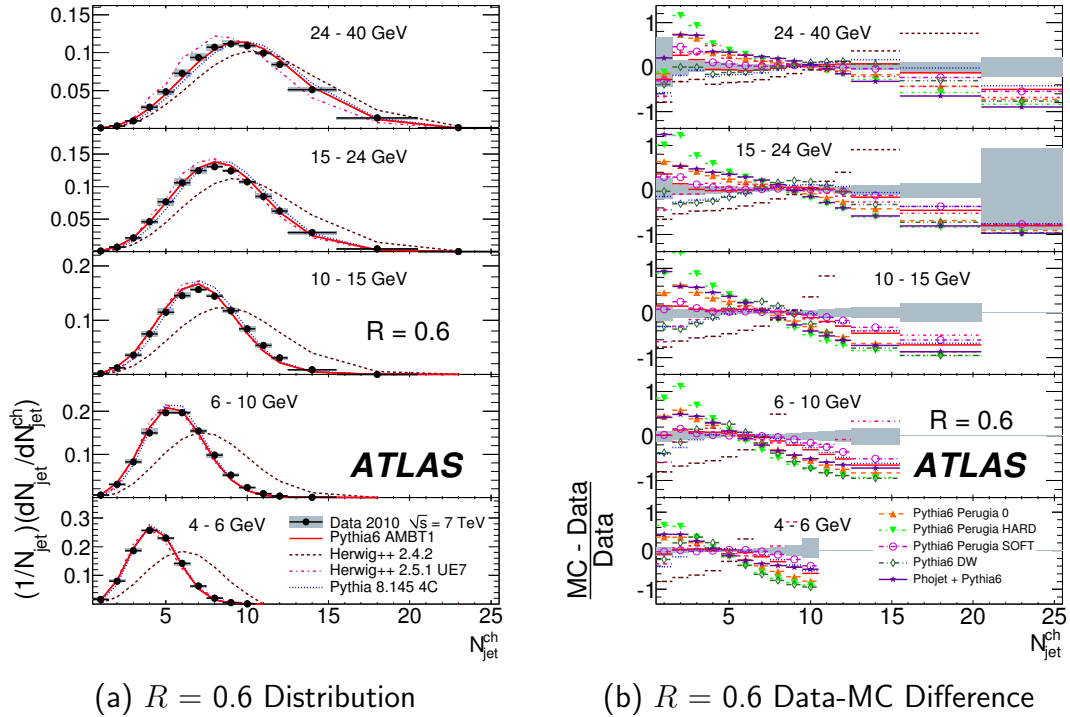 (1/N_jet)(dN_jet/dN^ch_jet)
0.15
0.1
0.05
24 - 40 GeV
0.15
0.1
0.05
15 - 24 GeV
0.2
0.1
10 - 15 GeV
R = 0.6
0.2
0.1
6 - 10 GeV
ATLAS
0.3
0.2
0.1
0
4 - 6 GeV
Data 2010 √s = 7 TeV
Pythia6 AMBT1
Herwig++ 2.4.2
Herwig++ 2.5.1 UE7
Pythia 8.145 4C
5 10 15 20 25
N^ch_jet
(a) R = 0.6 Distribution
MC - Data
Data
1
0
-1
24 - 40 GeV
1
0
-1
15 - 24 GeV
1
0
-1
10 - 15 GeV
1
0
-1
6 - 10 GeV
R = 0.6
ATLAS
1
0
-1
4 - 6 GeV
Pythia6 Perugia 0
Pythia6 Perugia HARD
Pythia6 Perugia SOFT
Pythia6 DW
Phojet + Pythia6
5 10 15 20 25
N^ch_jet
(b) R = 0.6 Data-MC Difference